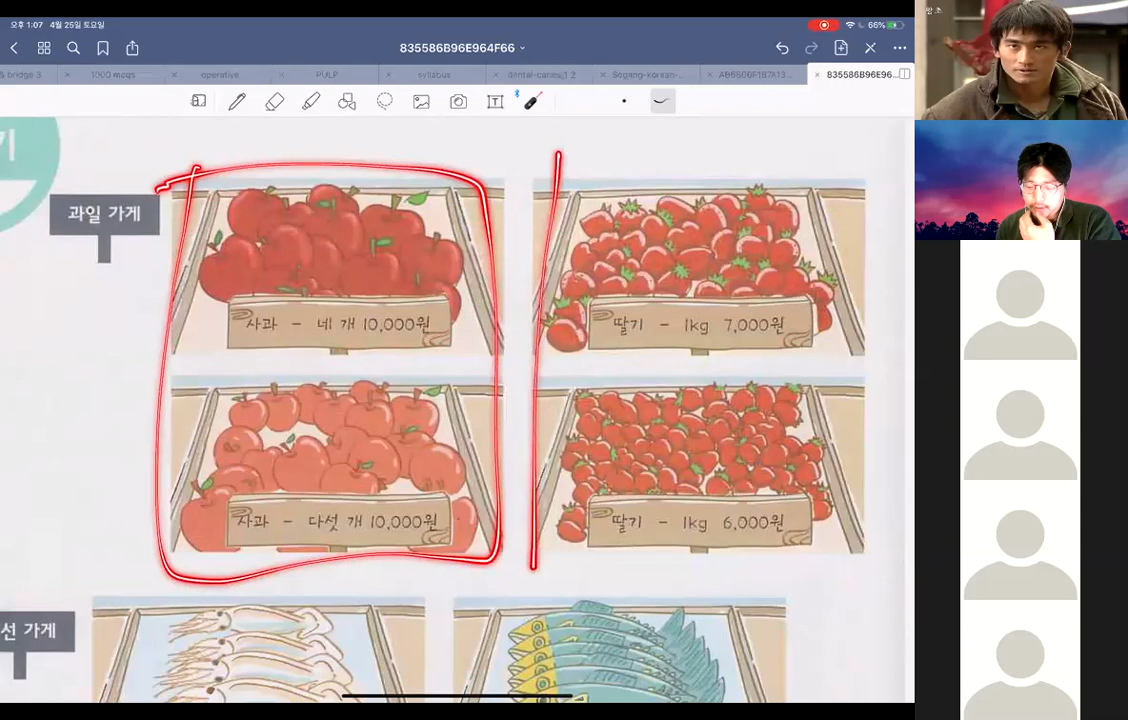 오후 1:07 4월 25일 토요일
66%
835586B96E964F66
& bridge 3
1000 mcqs
operative
PULP
syllabus
dental-caries_1 2
Sogang-korean-...
835586B96E96...
기
과일 가게
사과 - 네 개 10,000원
딸기 - 1kg 7,000원
사과 - 다섯 개 10,000원
딸기 - 1kg 6,000원
선 가게